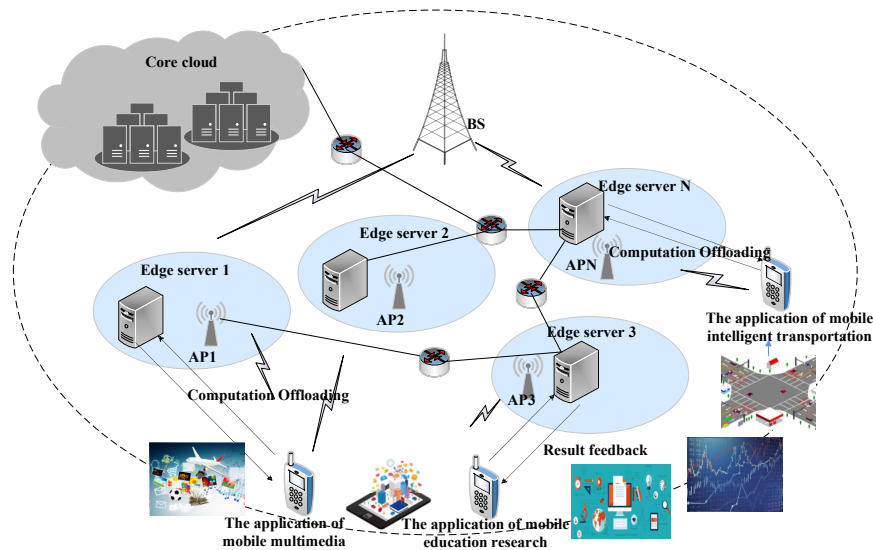 Core cloud
BS
Edge server N
Edge server 2
Computation Offloading
Edge server 1
APN
AP2
The application of mobile
intelligent transportation
Edge server 3
AP1
AP3
Computation Offloading
Result feedback
The application of
mobile multimedia
The application of mobile
education research